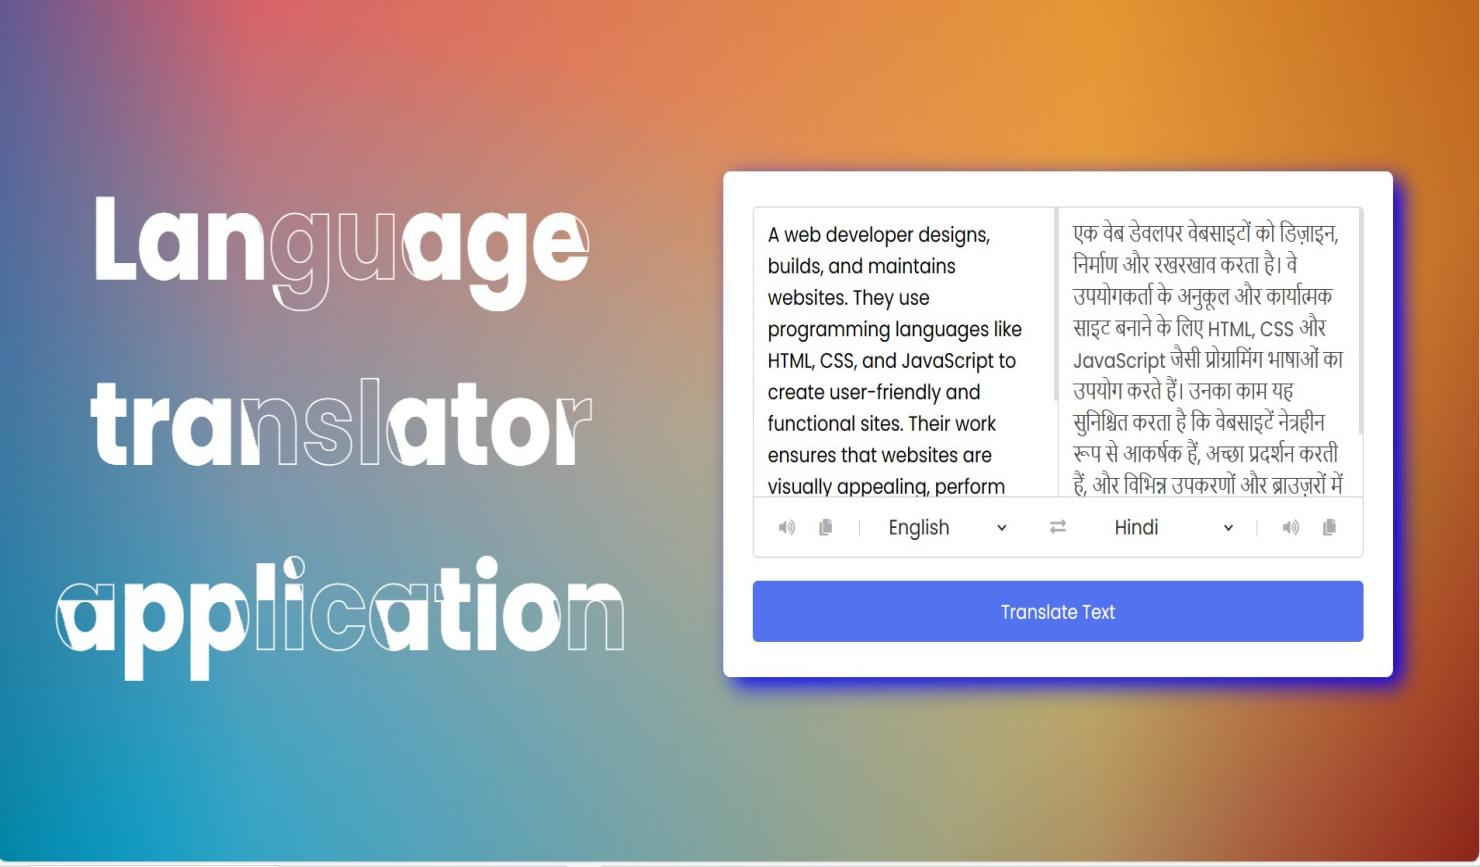 Language
translator
application
A web developer designs,
builds, and maintains
websites. They use
programming languages like
HTML, CSS, and JavaScript to
create user-friendly and
functional sites. Their work
ensures that websites are
visually appealing, perform
एक वेब डेवलपर वेबसाइटों को डिज़ाइन,
निर्माण और रखरखाव करता है। वे
उपयोगकर्ता के अनुकूल और कार्यात्मक
साइट बनाने के लिए HTML, CSS और
JavaScript जैसी प्रोग्रामिंग भाषाओं का
उपयोग करते हैं। उनका काम यह
सुनिश्चित करता है कि वेबसाइटें नेत्रहीन
रूप से आकर्षक हैं, अच्छा प्रदर्शन करती
हैं, और विभिन्न उपकरणों और ब्राउज़रों में
English
Hindi
Translate Text